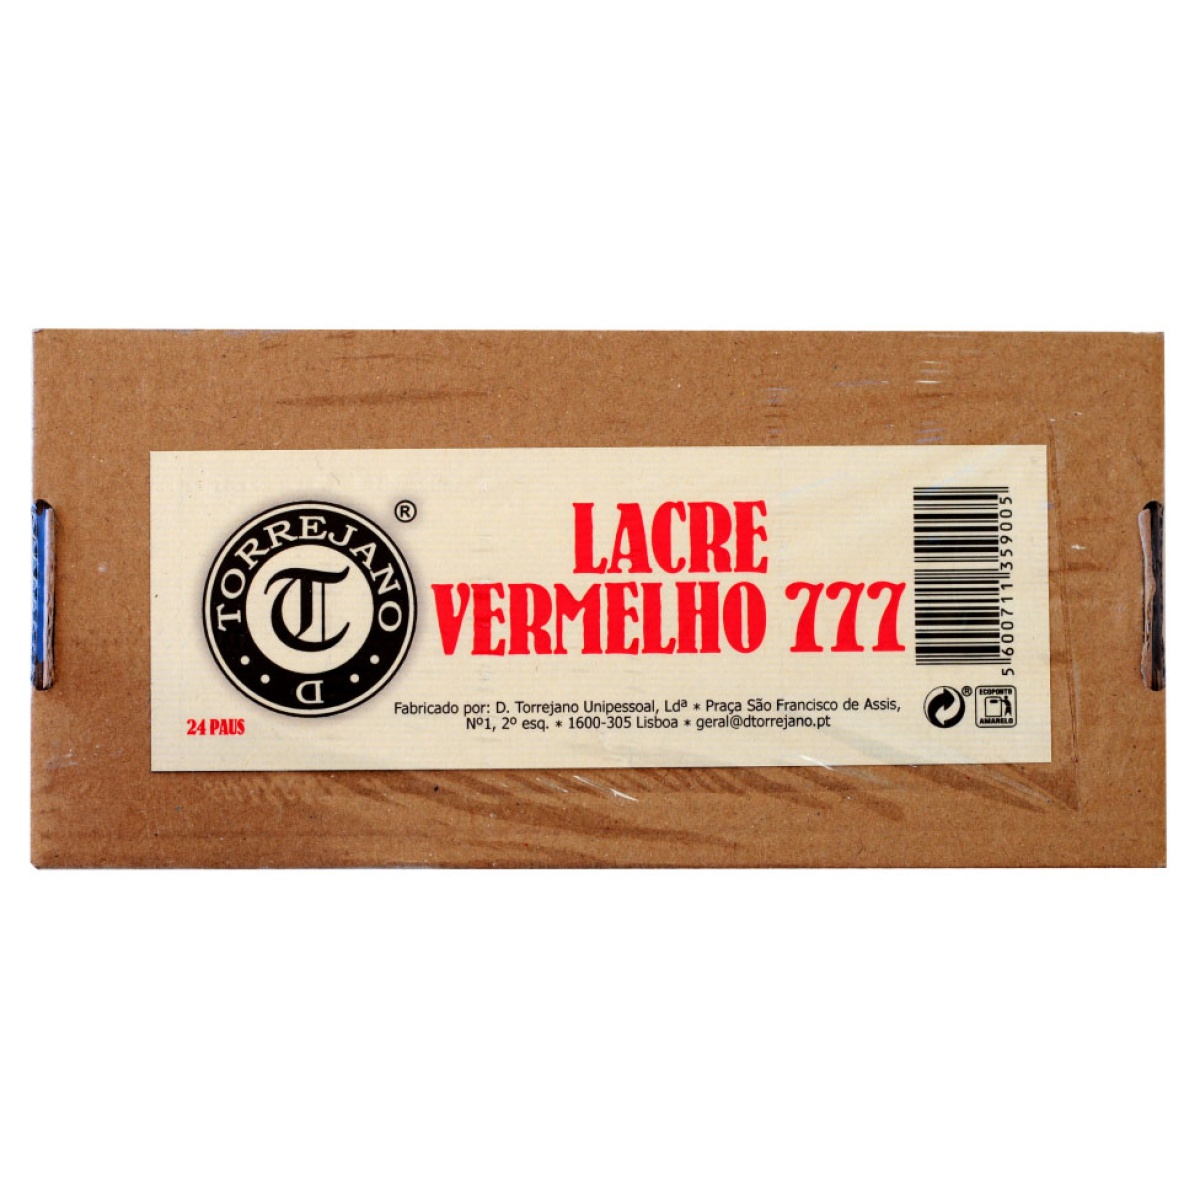 TORREJANO
T
D
®
24 PAUS
LACRE
VERMELHO 777
Fabricado por: D. Torrejano Unipessoal, Ldª * Praça São Francisco de Assis,
Nº1, 2º esq. * 1600-305 Lisboa * geral@dtorrejano.pt
5 600711 359005
®
ECOPONTO
AMARELO